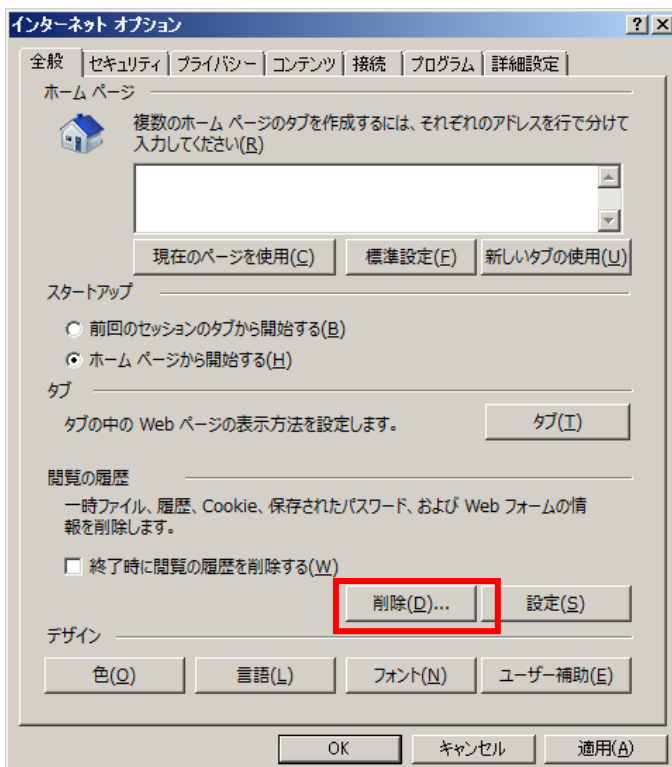 インターネット オプション
全般 セキュリティ プライバシー コンテンツ 接続 プログラム 詳細設定
ホーム ページ
複数のホーム ページのタブを作成するには、それぞれのアドレスを行で分けて
入力してください(R)
現在のページを使用(C) 標準設定(F) 新しいタブの使用(U)
スタートアップ
前回のセッションのタブから開始する(B)
ホーム ページから開始する(H)
タブ
タブの中の Web ページの表示方法を設定します。 タブ(T)
閲覧の履歴
一時ファイル、履歴、Cookie、保存されたパスワード、および Web フォームの情
報を削除します。
終了時に閲覧の履歴を削除する(W)
削除(D)... 設定(S)
デザイン
色(O) 言語(L) フォント(N) ユーザー補助(E)
OK キャンセル 適用(A)